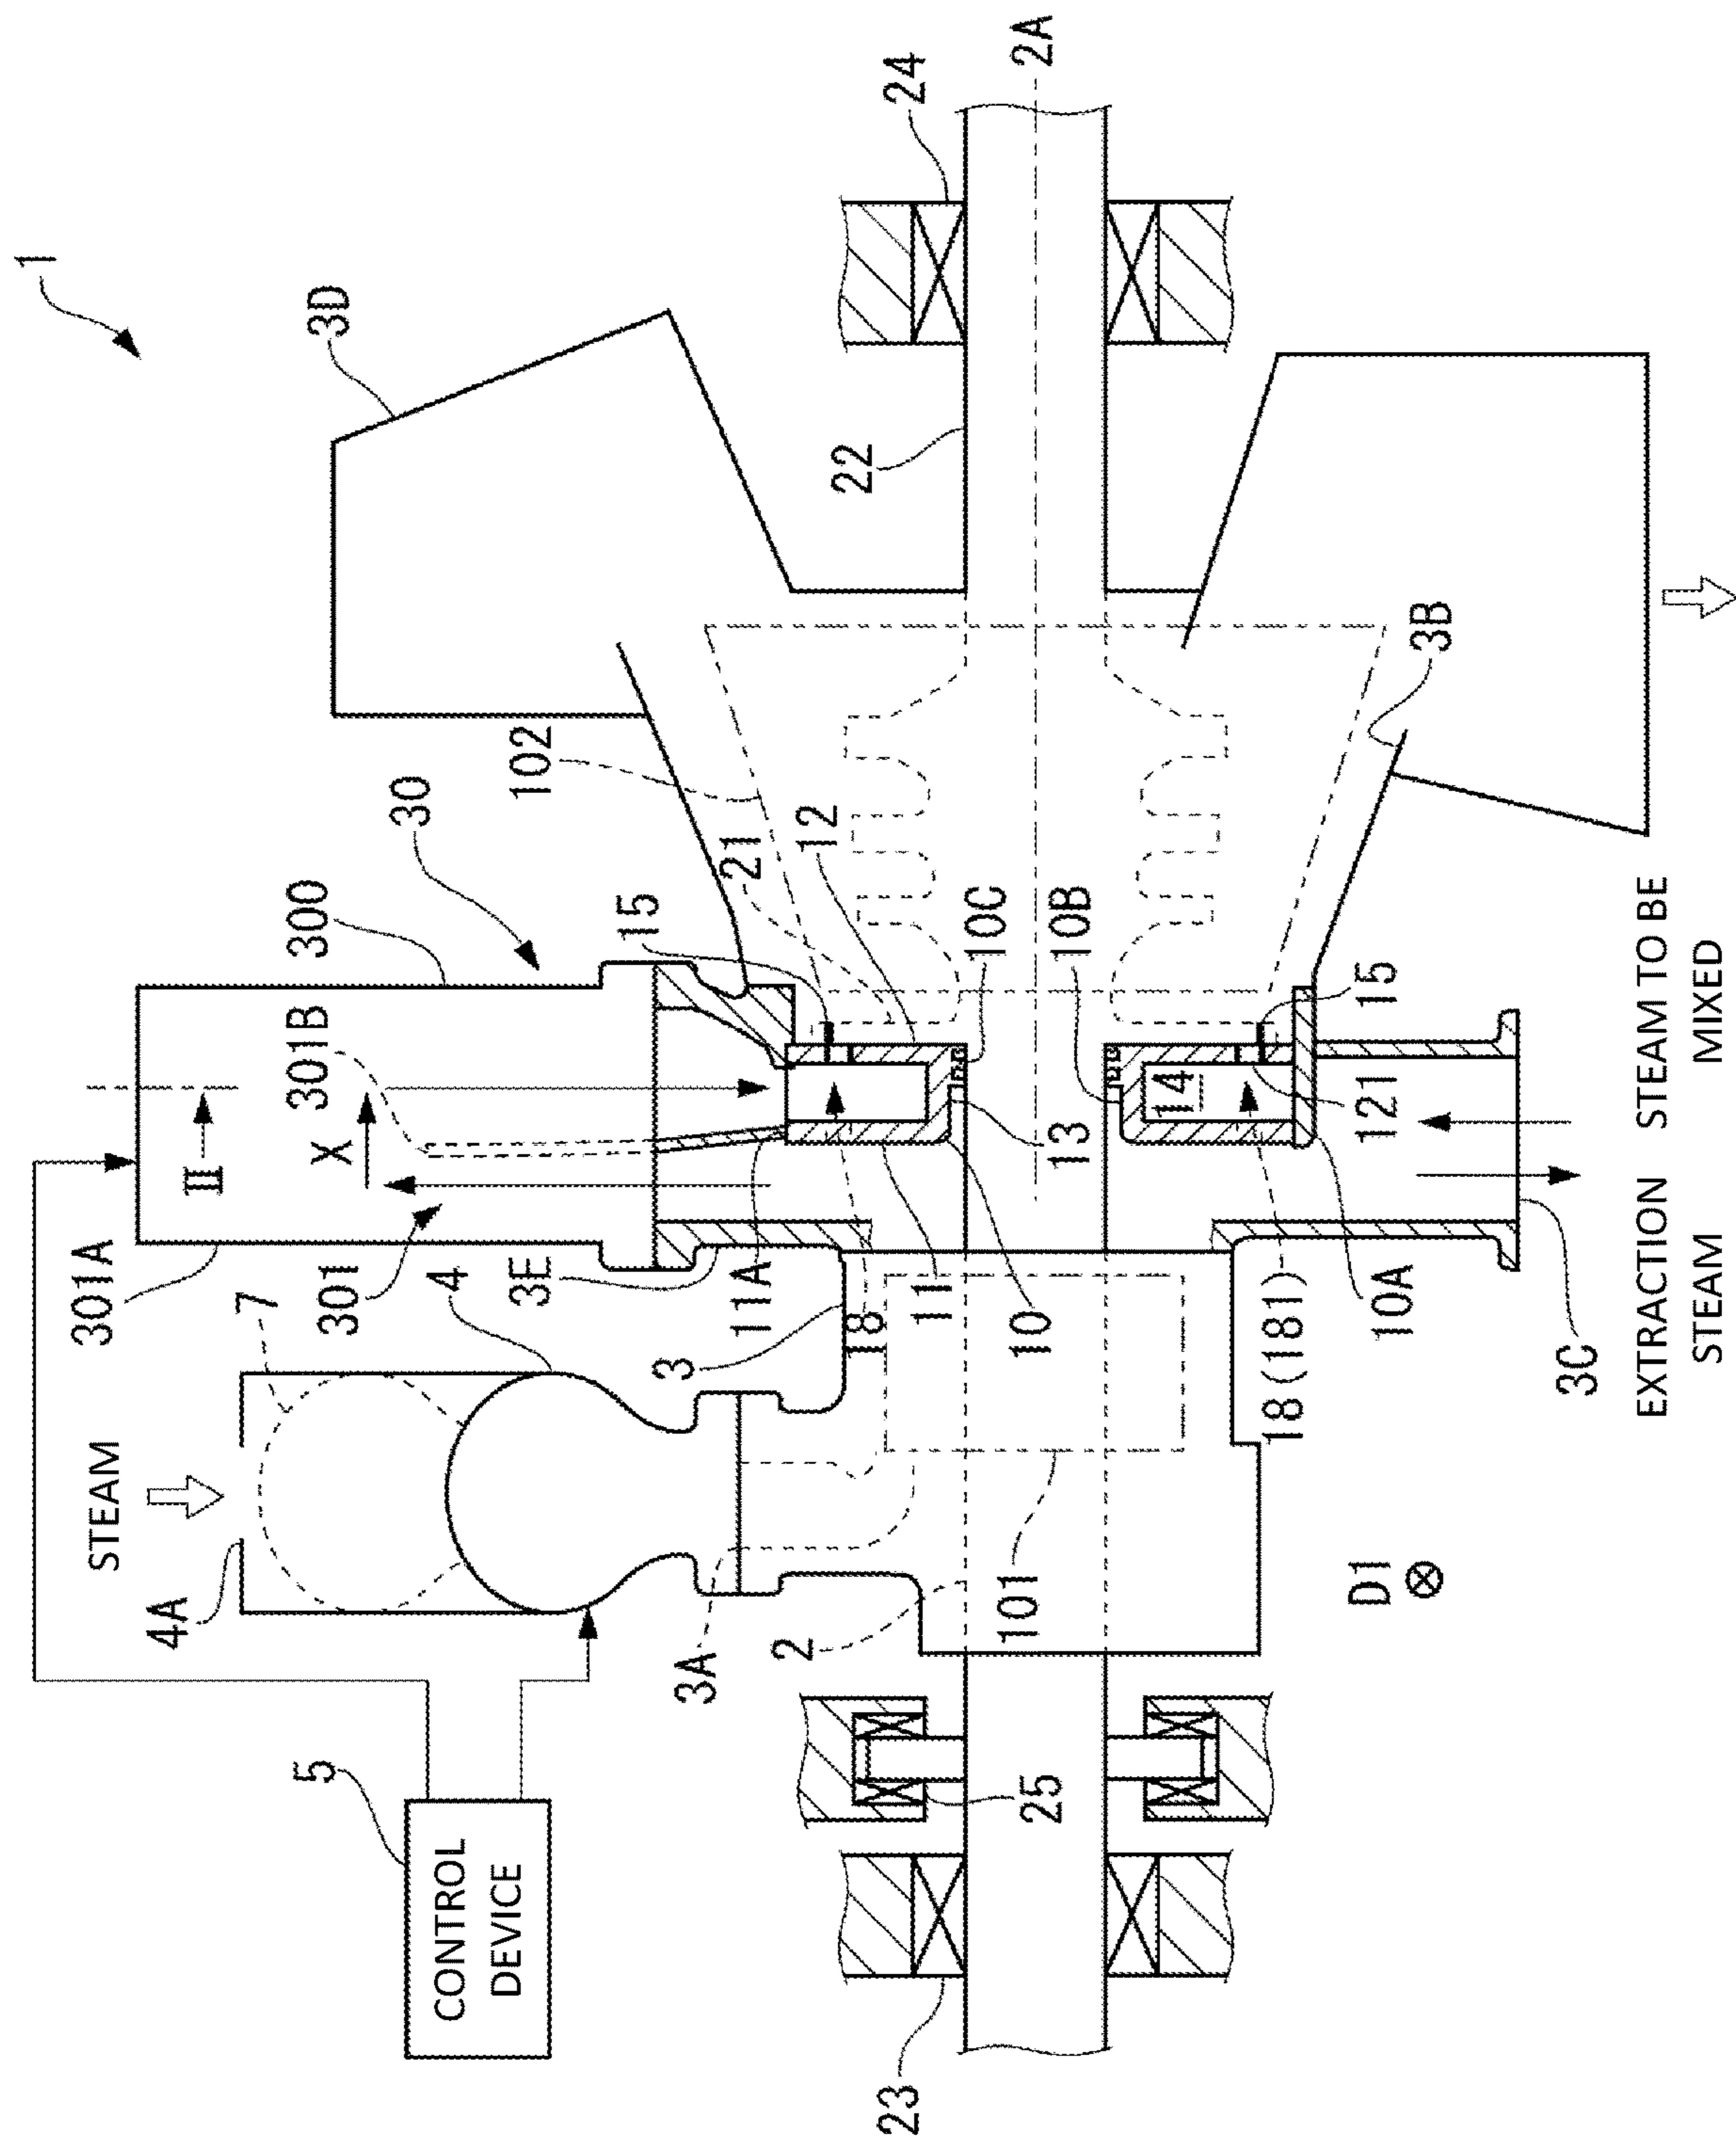 1
3D
24
2A
22
3B
102
30
21
12
300
15
10C
10B
15
301B
II
X
14
121
13
301A
301
3E
11A
18
11
10
18(181)
10A
3C
7
4
3
STEAM
4A
3A
2
101
D1
5
CONTROL
DEVICE
25
23
EXTRACTION
STEAM
STEAM TO BE
MIXED